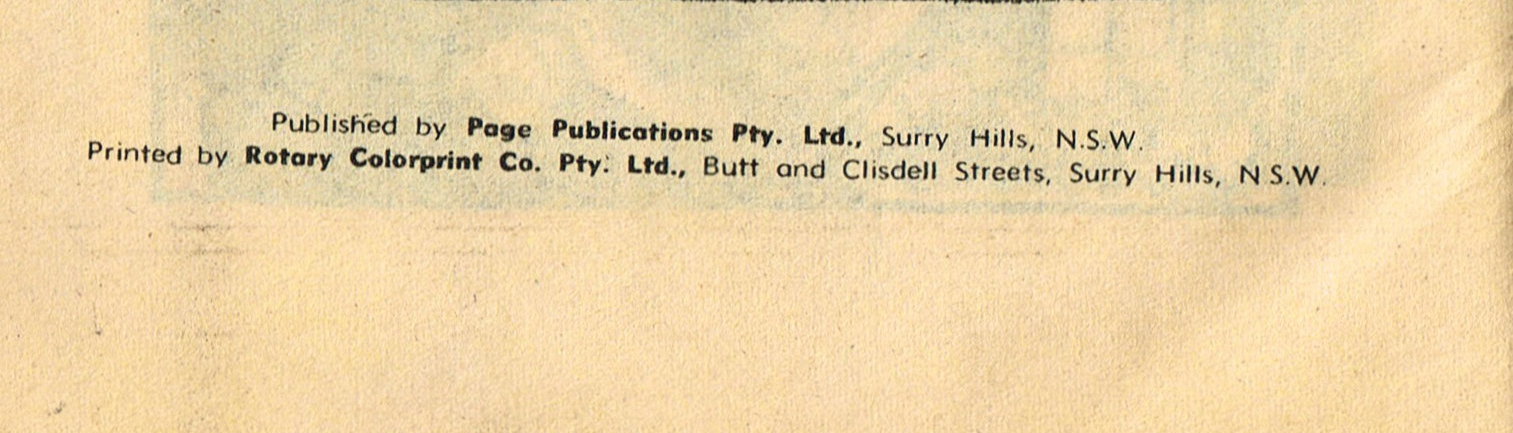 Published by Page Publications Pty. Ltd., Surry Hills, N.S.W.
Printed by Rotary Colorprint Co. Pty. Ltd., Butt and Clisdell Streets, Surry Hills, N S.W.